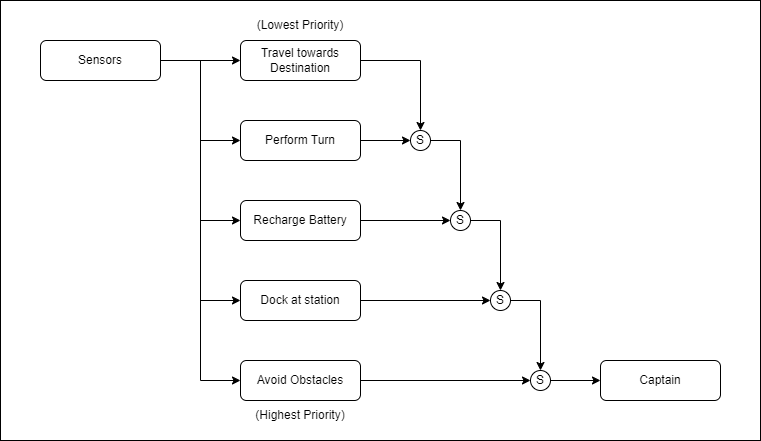 (Lowest Priority)
Sensors
Travel towards
Destination
Perform Turn
S
Recharge Battery
S
Dock at station
S
Avoid Obstacles
S
Captain
(Highest Priority)